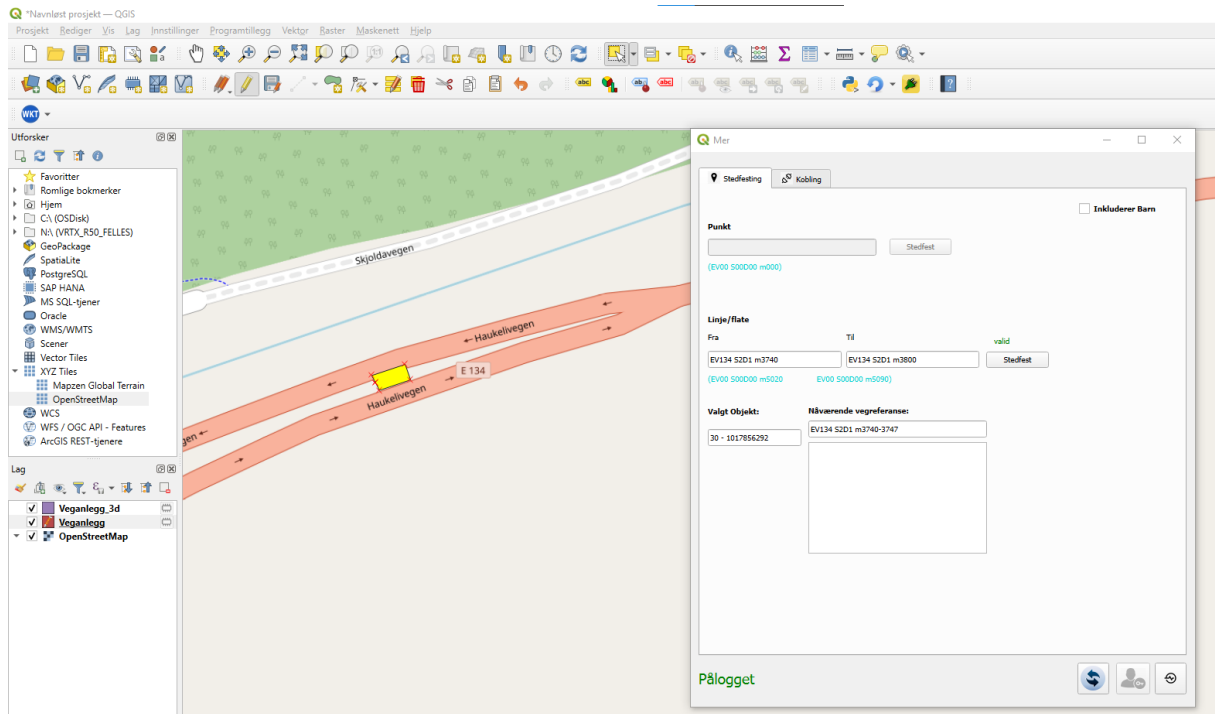 *Navnløst prosjekt — QGIS
Prosjekt Rediger Vis Lag Innstillinger Programtillegg Vektor Raster Maskenett Hjelp
WKT
Utforsker
Favoritter
Romlige bokmerker
Hjem
C:\ (OSDisk)
N:\ (VRTX_R50_FELLES)
GeoPackage
SpatiaLite
PostgreSQL
SAP HANA
MS SQL-tjener
Oracle
WMS/WMTS
Scener
Vector Tiles
XYZ Tiles
Mapzen Global Terrain
OpenStreetMap
WCS
WFS / OGC API - Features
ArcGIS REST-tjenere
Lag
Veganlegg_3d
Veganlegg
OpenStreetMap
Skjoldavegen
Haukelivegen
E 134
Haukelivegen
gen
Mer
Stedfesting Kobling
Inkluderer Barn
Punkt
Stedfest
(EV00 S00D00 m000)
Linje/flate
Fra Til valid
EV134 S2D1 m3740 EV134 S2D1 m3800 Stedfest
(EV00 S00D00 m5020 EV00 S00D00 m5090)
Valgt Objekt: Nåværende vegreferanse:
30 - 1017856292 EV134 S2D1 m3740-3747
Pålogget